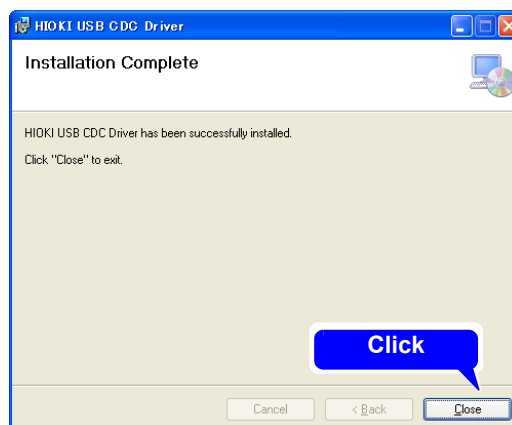 HIOKI USB CDC Driver
Installation Complete
HIOKI USB CDC Driver has been successfully installed.
Click "Close" to exit.
Click
Cancel
< Back
Close